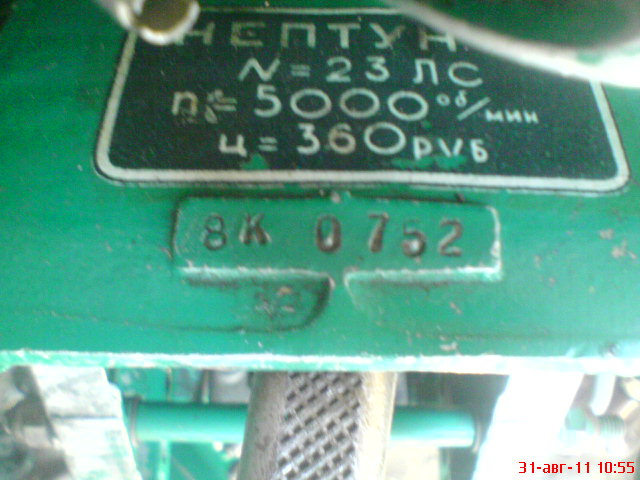 НЕПТУН
N = 23 ЛС
n = 5000 об/мин
Ц = 360 руб
8К 0752
31-авг-11 10:55